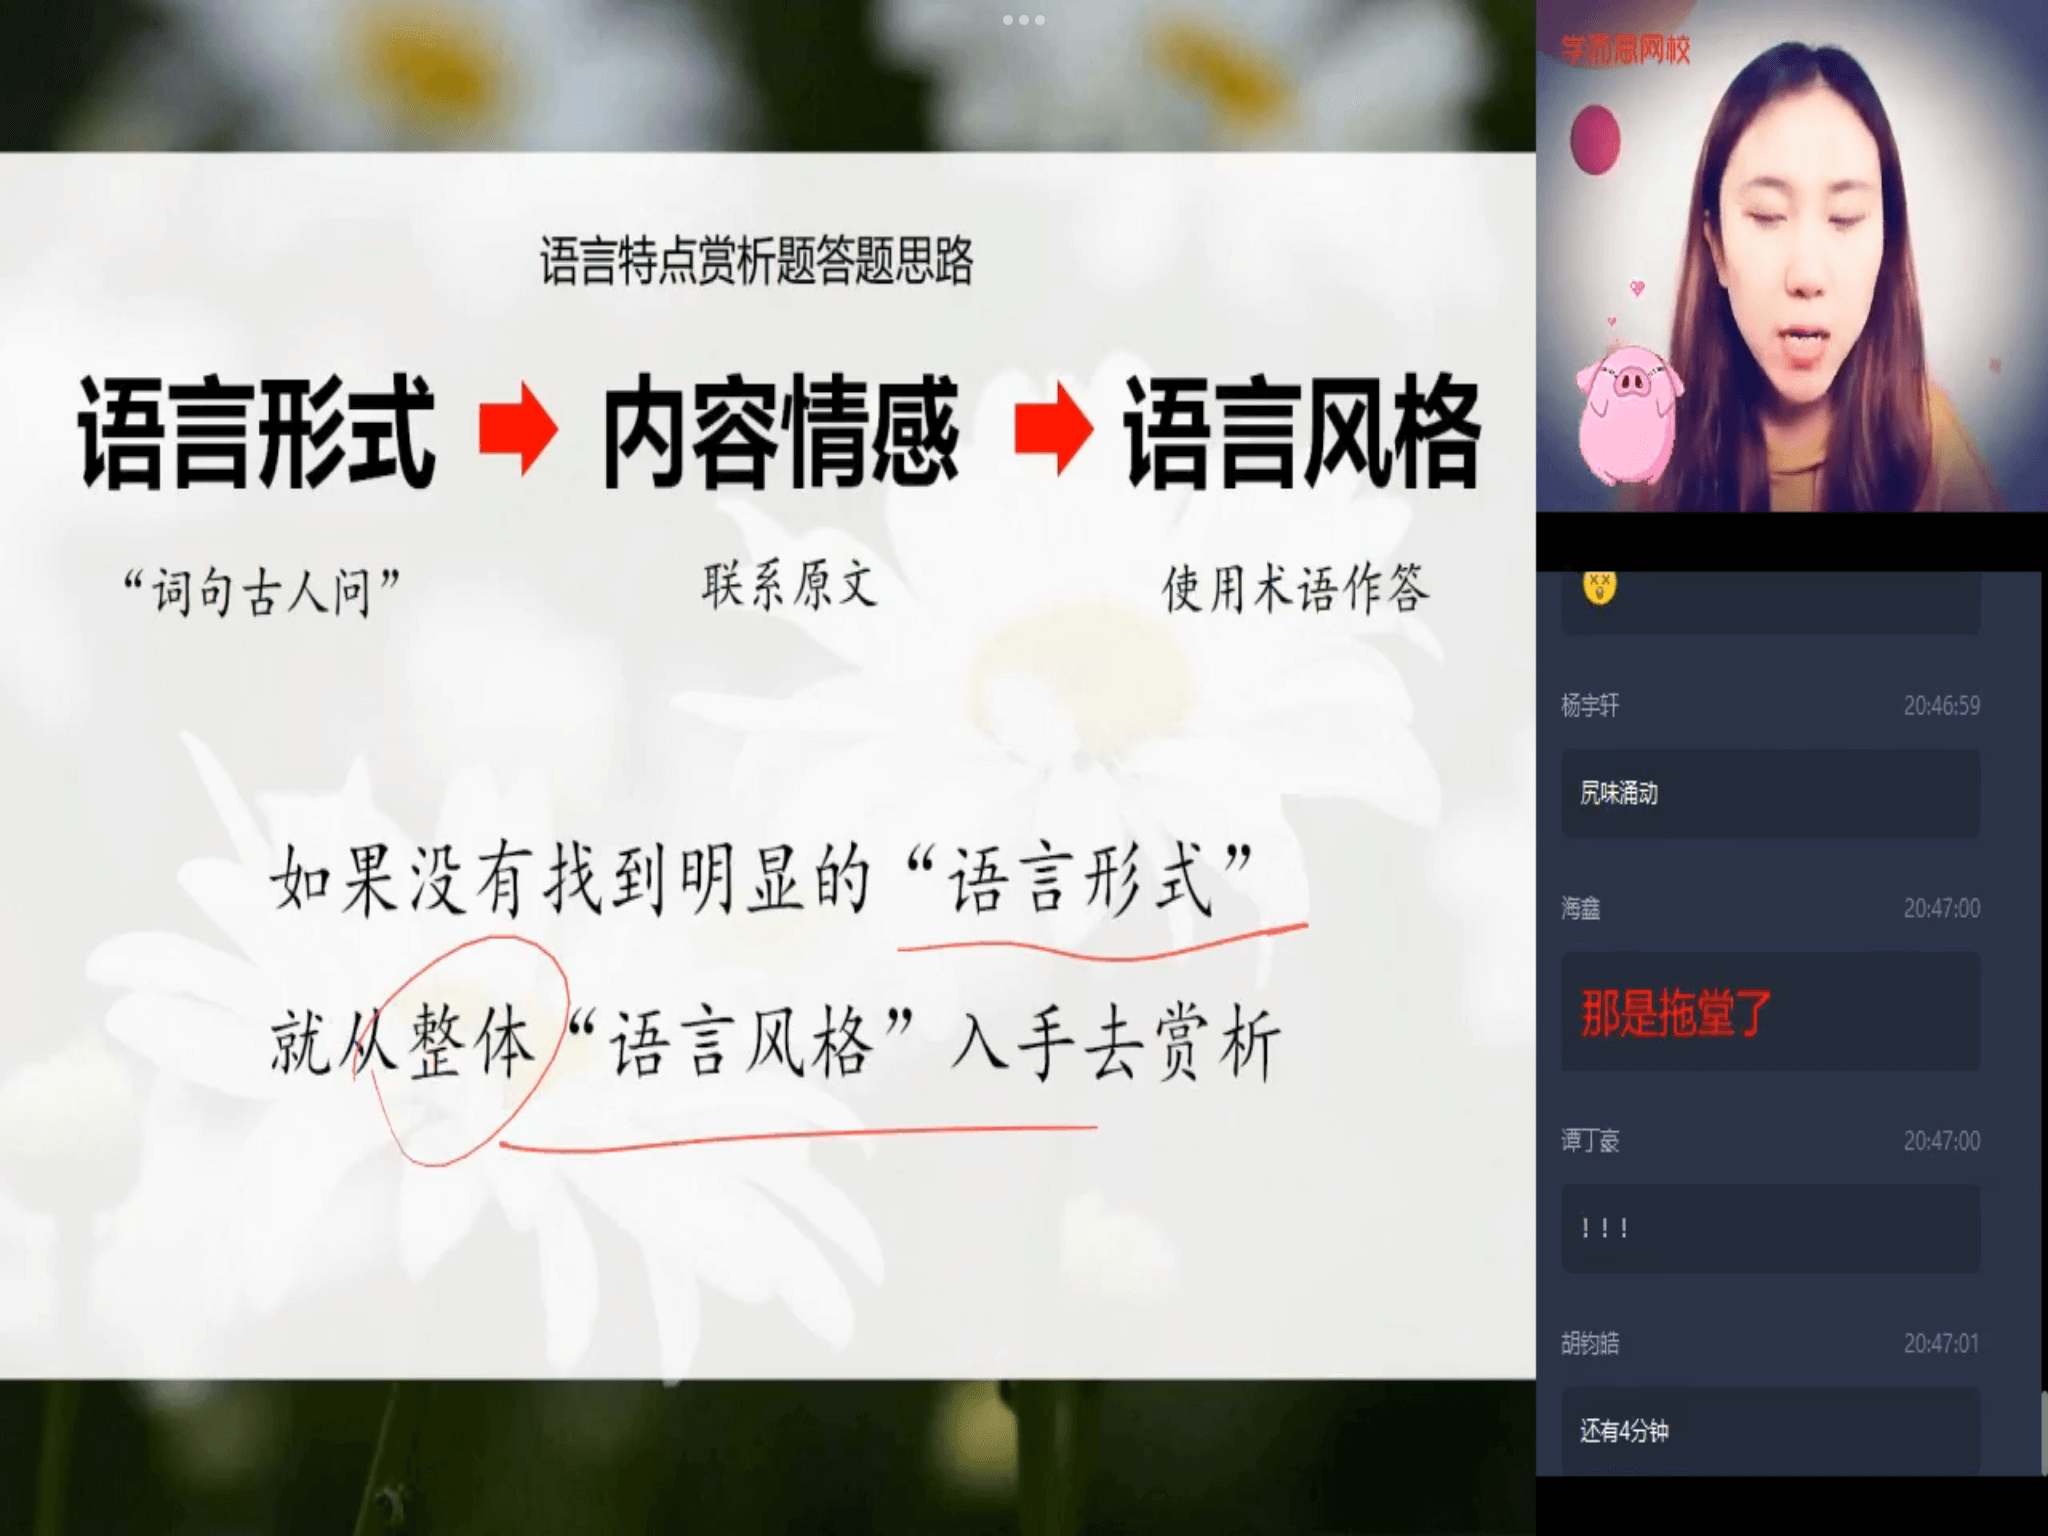 语言特点赏析题答题思路
语言形式 内容情感 语言风格
“词句古人问” 联系原文 使用术语作答
如果没有找到明显的“语言形式”
就从整体“语言风格”入手去赏析
学而思网校
杨宇轩 20:46:59
尻味涌动
海鑫 20:47:00
那是拖堂了
谭丁豪 20:47:00
！！！
胡钧皓 20:47:01
还有4分钟